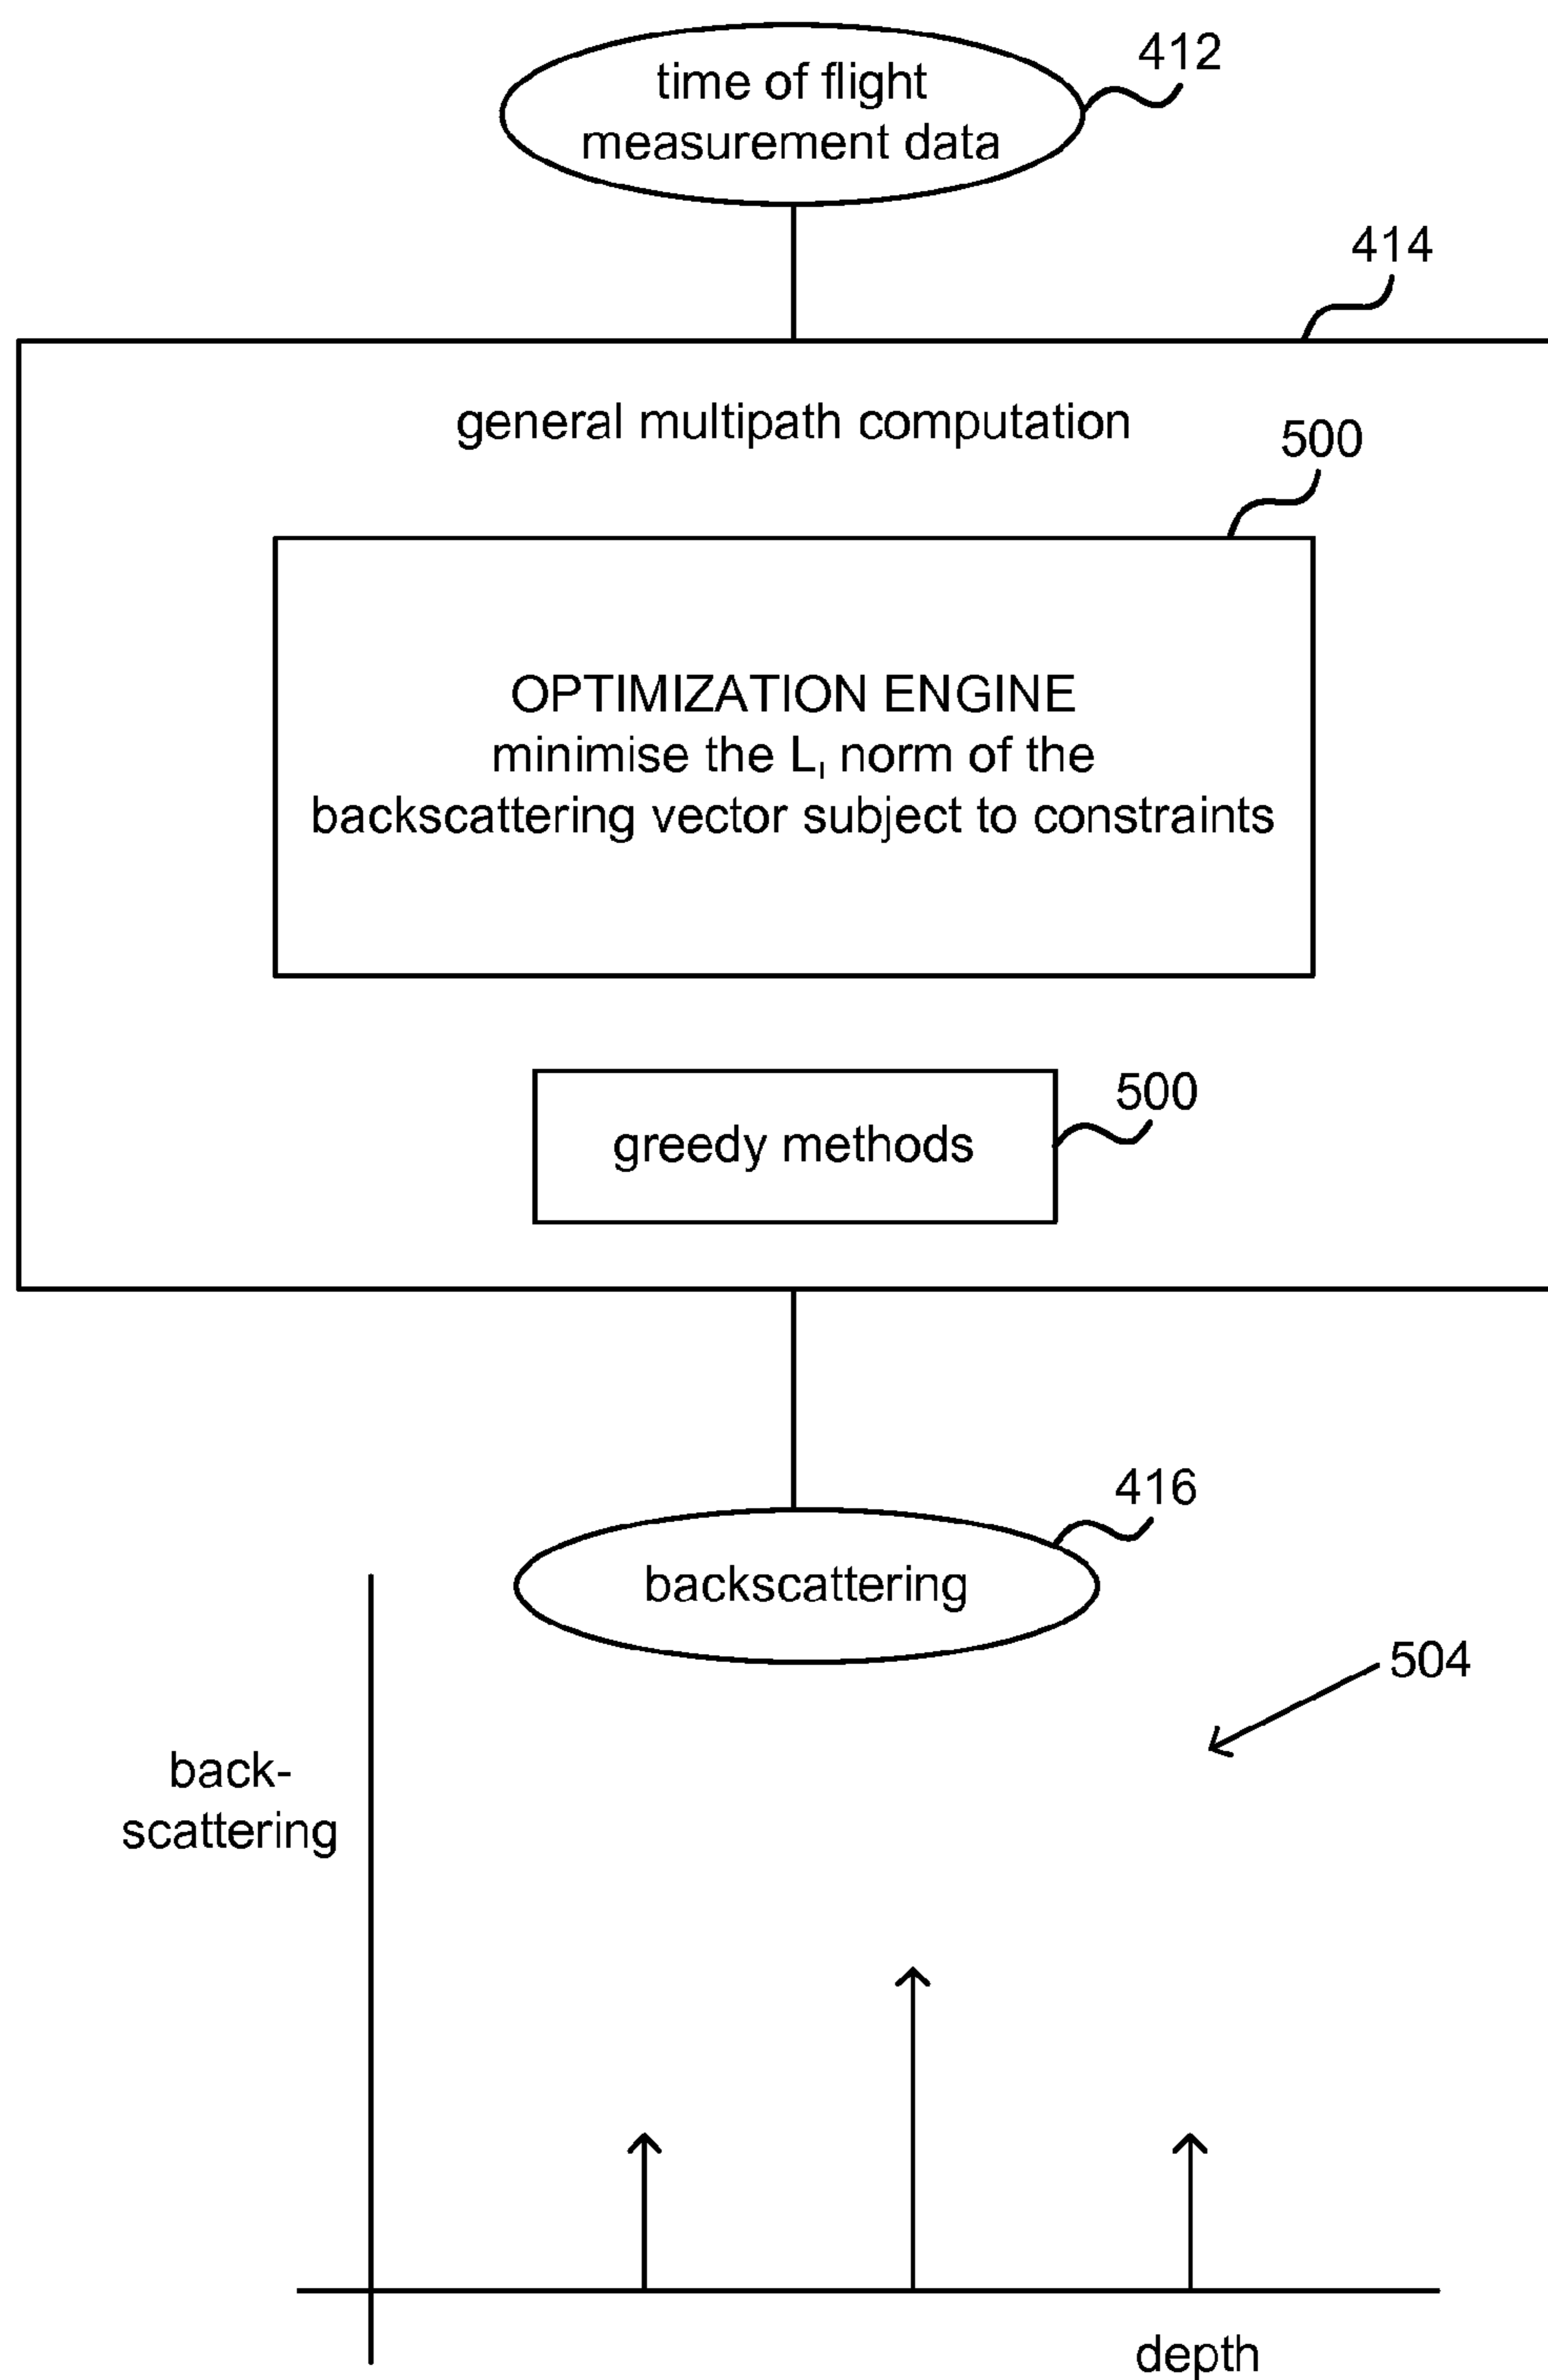 412
time of flight
measurement data
414
general multipath computation
500
OPTIMIZATION ENGINE
minimise the Lı norm of the
backscattering vector subject to constraints
500
greedy methods
416
backscattering
504
back-
scattering
depth